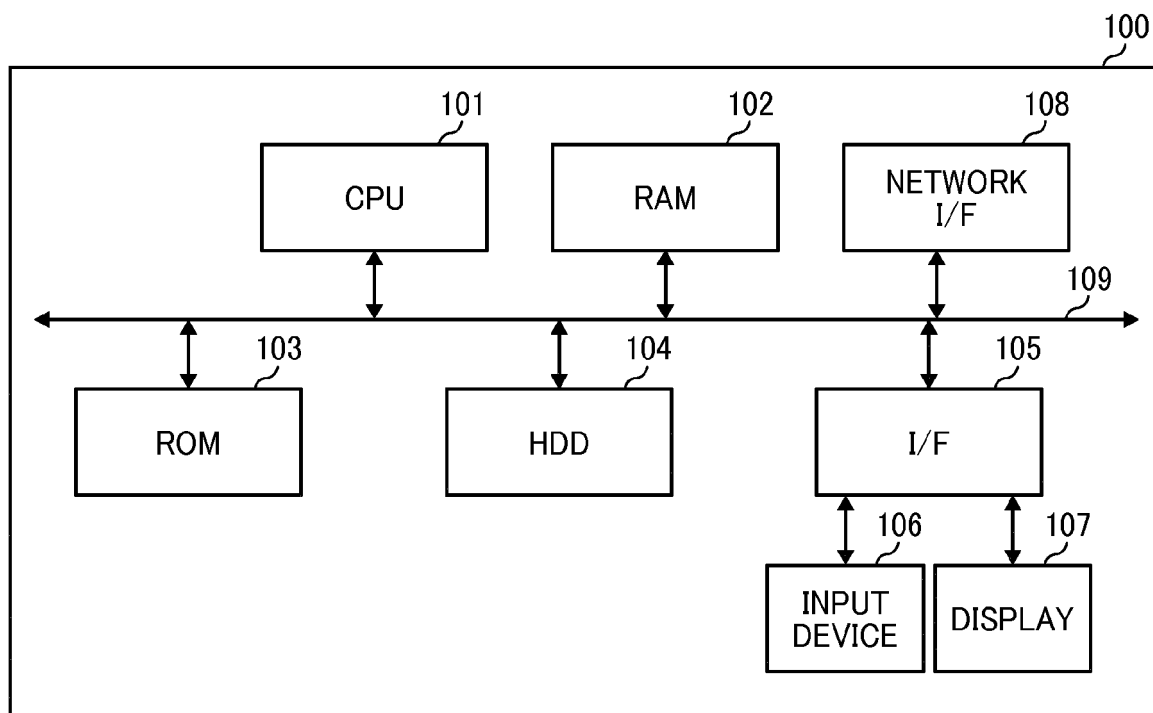 100
101
102
108
CPU
RAM
NETWORK
I/F
109
103
104
105
ROM
HDD
I/F
106
107
INPUT
DEVICE
DISPLAY